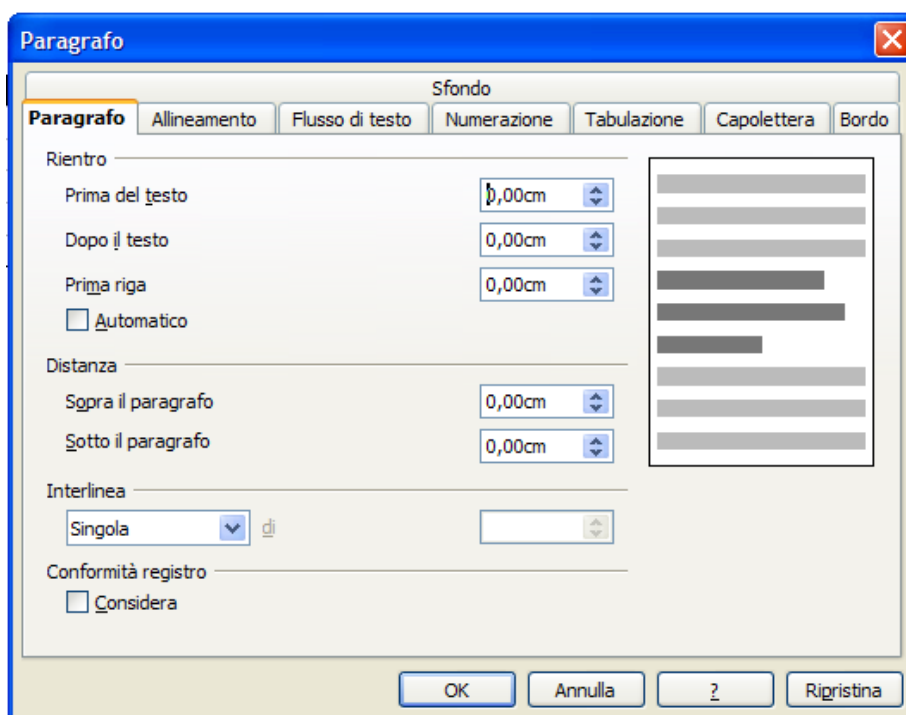 Paragrafo
Sfondo
Paragrafo Allineamento Flusso di testo Numerazione Tabulazione Capolettera Bordo
Rientro
Prima del testo 0,00cm
Dopo il testo 0,00cm
Prima riga 0,00cm
Automatico
Distanza
Sopra il paragrafo 0,00cm
Sotto il paragrafo 0,00cm
Interlinea
Singola di
Conformità registro
Considera
OK Annulla ? Ripristina